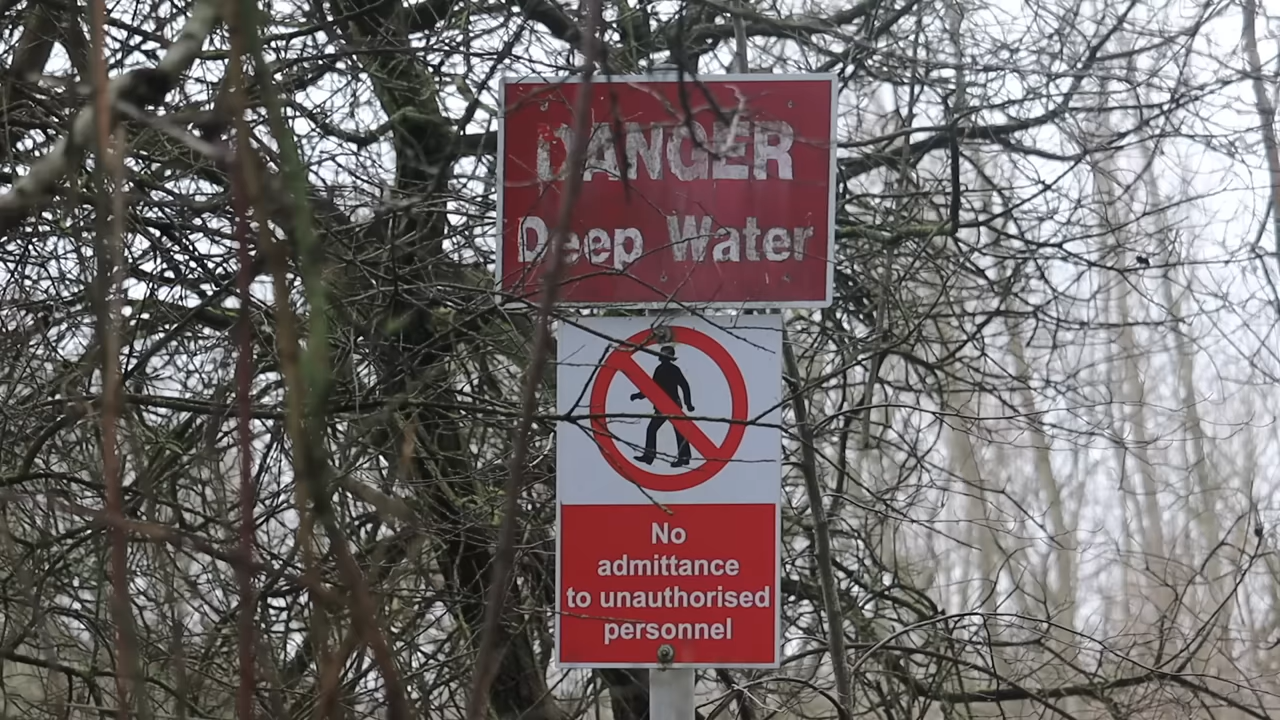 DANGER
Deep Water
No
admittance
to unauthorised
personnel